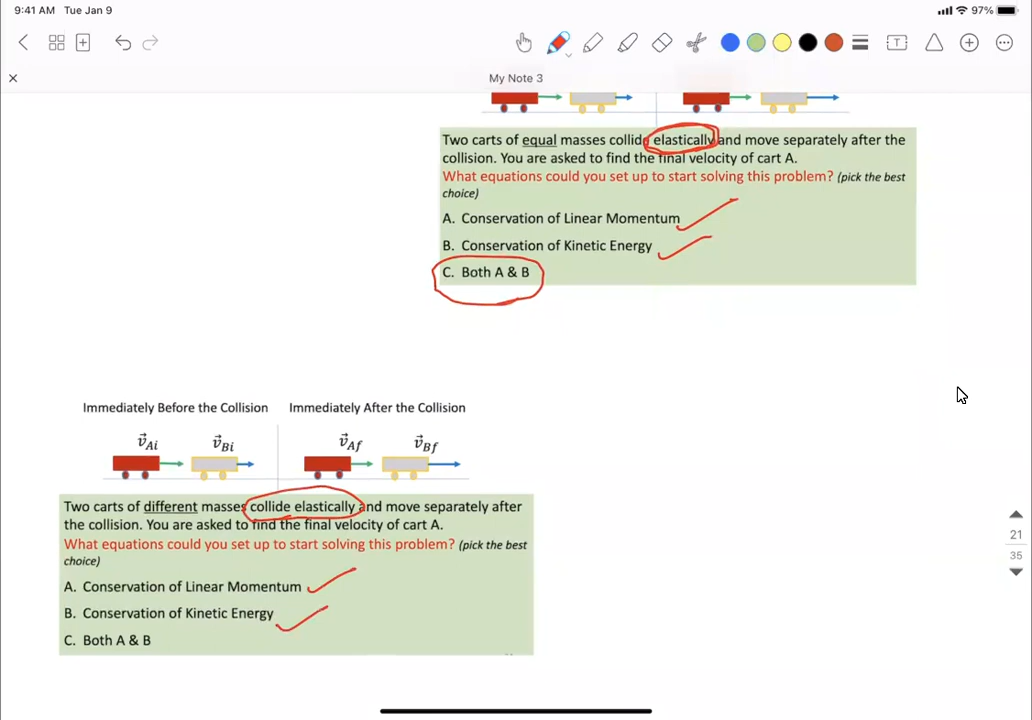 9:41 AM Tue Jan 9
97%
T
My Note 3
Two carts of equal masses collide elastically and move separately after the
collision. You are asked to find the final velocity of cart A.
What equations could you set up to start solving this problem? (pick the best
choice)
A. Conservation of Linear Momentum
B. Conservation of Kinetic Energy
C. Both A & B
Immediately Before the Collision Immediately After the Collision
v⃗Ai v⃗Bi v⃗Af v⃗Bf
Two carts of different masses collide elastically and move separately after
the collision. You are asked to find the final velocity of cart A.
What equations could you set up to start solving this problem? (pick the best
choice)
A. Conservation of Linear Momentum
B. Conservation of Kinetic Energy
C. Both A & B
21
35